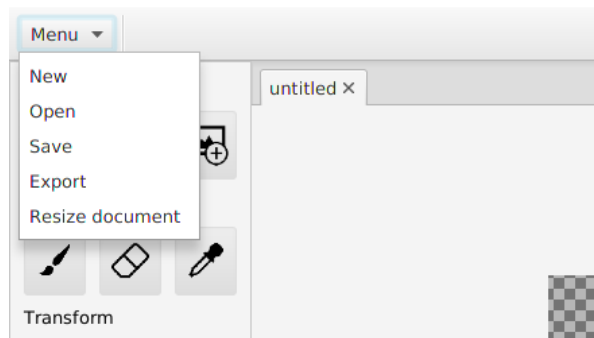 Menu
New
Open
Save
Export
Resize document
untitled ×
Transform